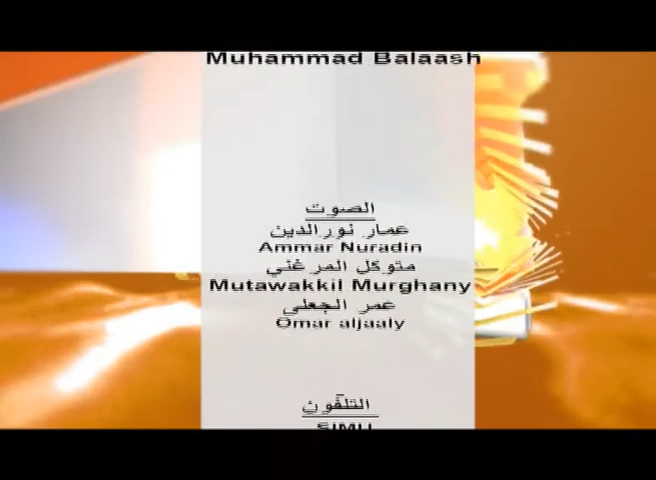 Muhammad Balaash
الصوت
عمار نورالدين
Ammar Nuradin
متوكل المرغني
Mutawakkil Murghany
عمر الجعلي
Omar aljaaly
التلفون